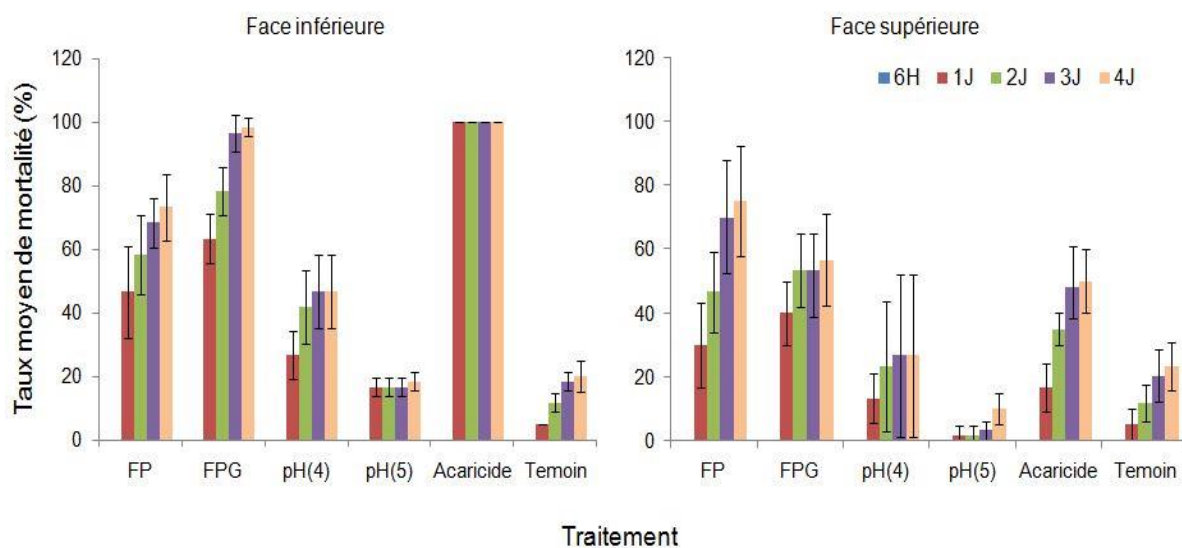 Face inférieure
Face supérieure
Taux moyen de mortalité (%)
120
100
80
60
40
20
0
FP FPG pH(4) pH(5) Acaricide Temoin
120
100
80
60
40
20
0
6H 1J 2J 3J 4J
FP FPG pH(4) pH(5) Acaricide Temoin
Traitement